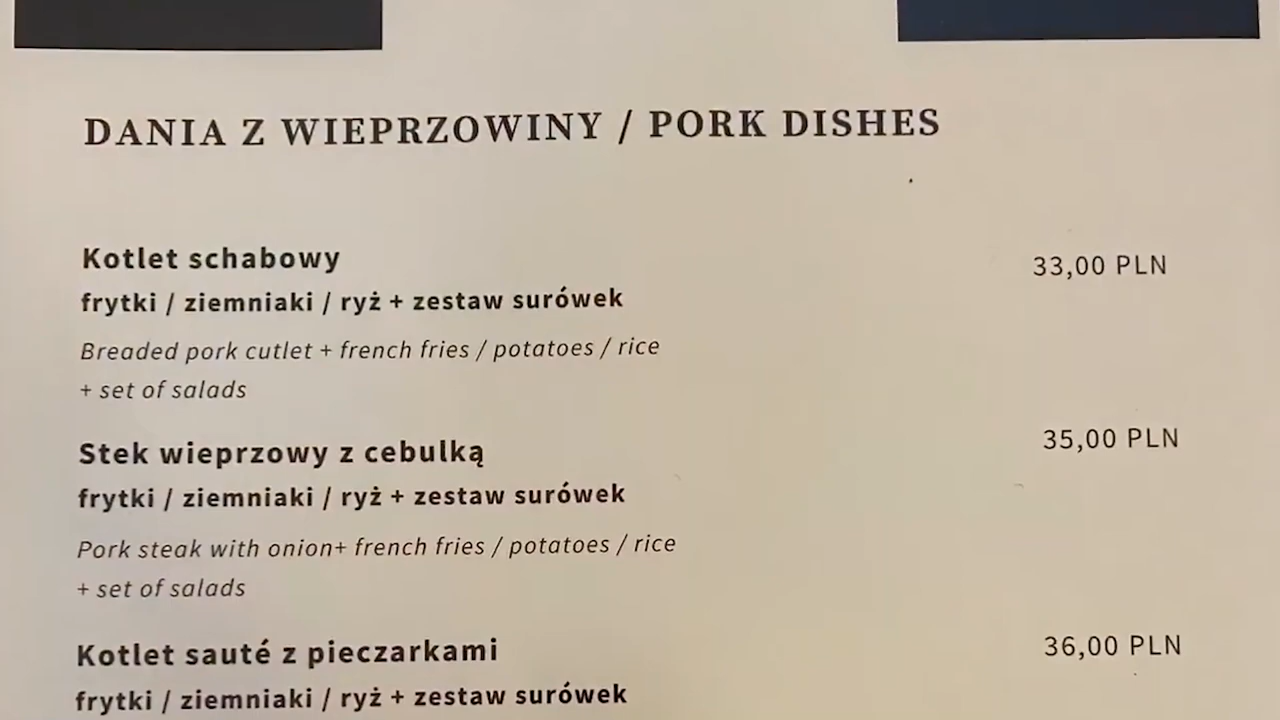 DANIA Z WIEPRZOWINY / PORK DISHES
Kotlet schabowy
33,00 PLN
frytki / ziemniaki / ryż + zestaw surówek
Breaded pork cutlet + french fries / potatoes / rice
+ set of salads
Stek wieprzowy z cebulką
35,00 PLN
frytki / ziemniaki / ryż + zestaw surówek
Pork steak with onion+ french fries / potatoes / rice
+ set of salads
Kotlet sauté z pieczarkami
36,00 PLN
frytki / ziemniaki / ryż + zestaw surówek